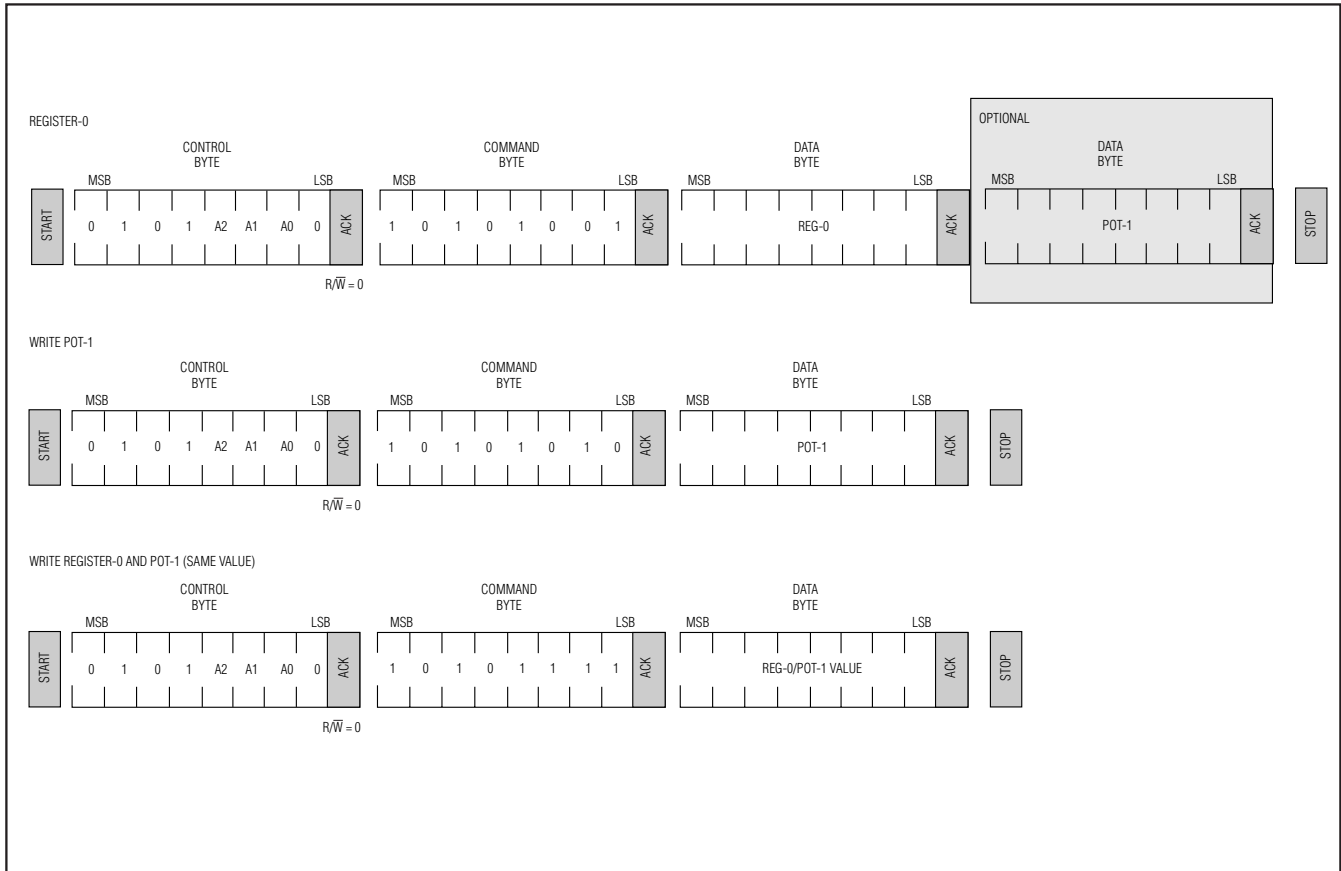 REGISTER-0
OPTIONAL
CONTROL BYTE
COMMAND BYTE
DATA BYTE
DATA BYTE
MSB LSB MSB LSB MSB LSB MSB LSB
START 0 1 0 1 A2 A1 A0 0 ACK 1 0 1 0 1 0 0 1 ACK REG-0 ACK POT-1 ACK STOP
R/W̅ = 0
WRITE POT-1
CONTROL BYTE
COMMAND BYTE
DATA BYTE
MSB LSB MSB LSB MSB LSB
START 0 1 0 1 A2 A1 A0 0 ACK 1 0 1 0 1 0 1 0 ACK POT-1 ACK STOP
R/W̅ = 0
WRITE REGISTER-0 AND POT-1 (SAME VALUE)
CONTROL BYTE
COMMAND BYTE
DATA BYTE
MSB LSB MSB LSB MSB LSB
START 0 1 0 1 A2 A1 A0 0 ACK 1 0 1 0 1 1 1 1 ACK REG-0/POT-1 VALUE ACK STOP
R/W̅ = 0